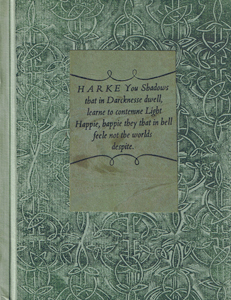 HARKE You Shadows
that in Darcknesse dwell,
learne to contemne Light
Happie, happie they that in hell
feele not the worlds
despite.